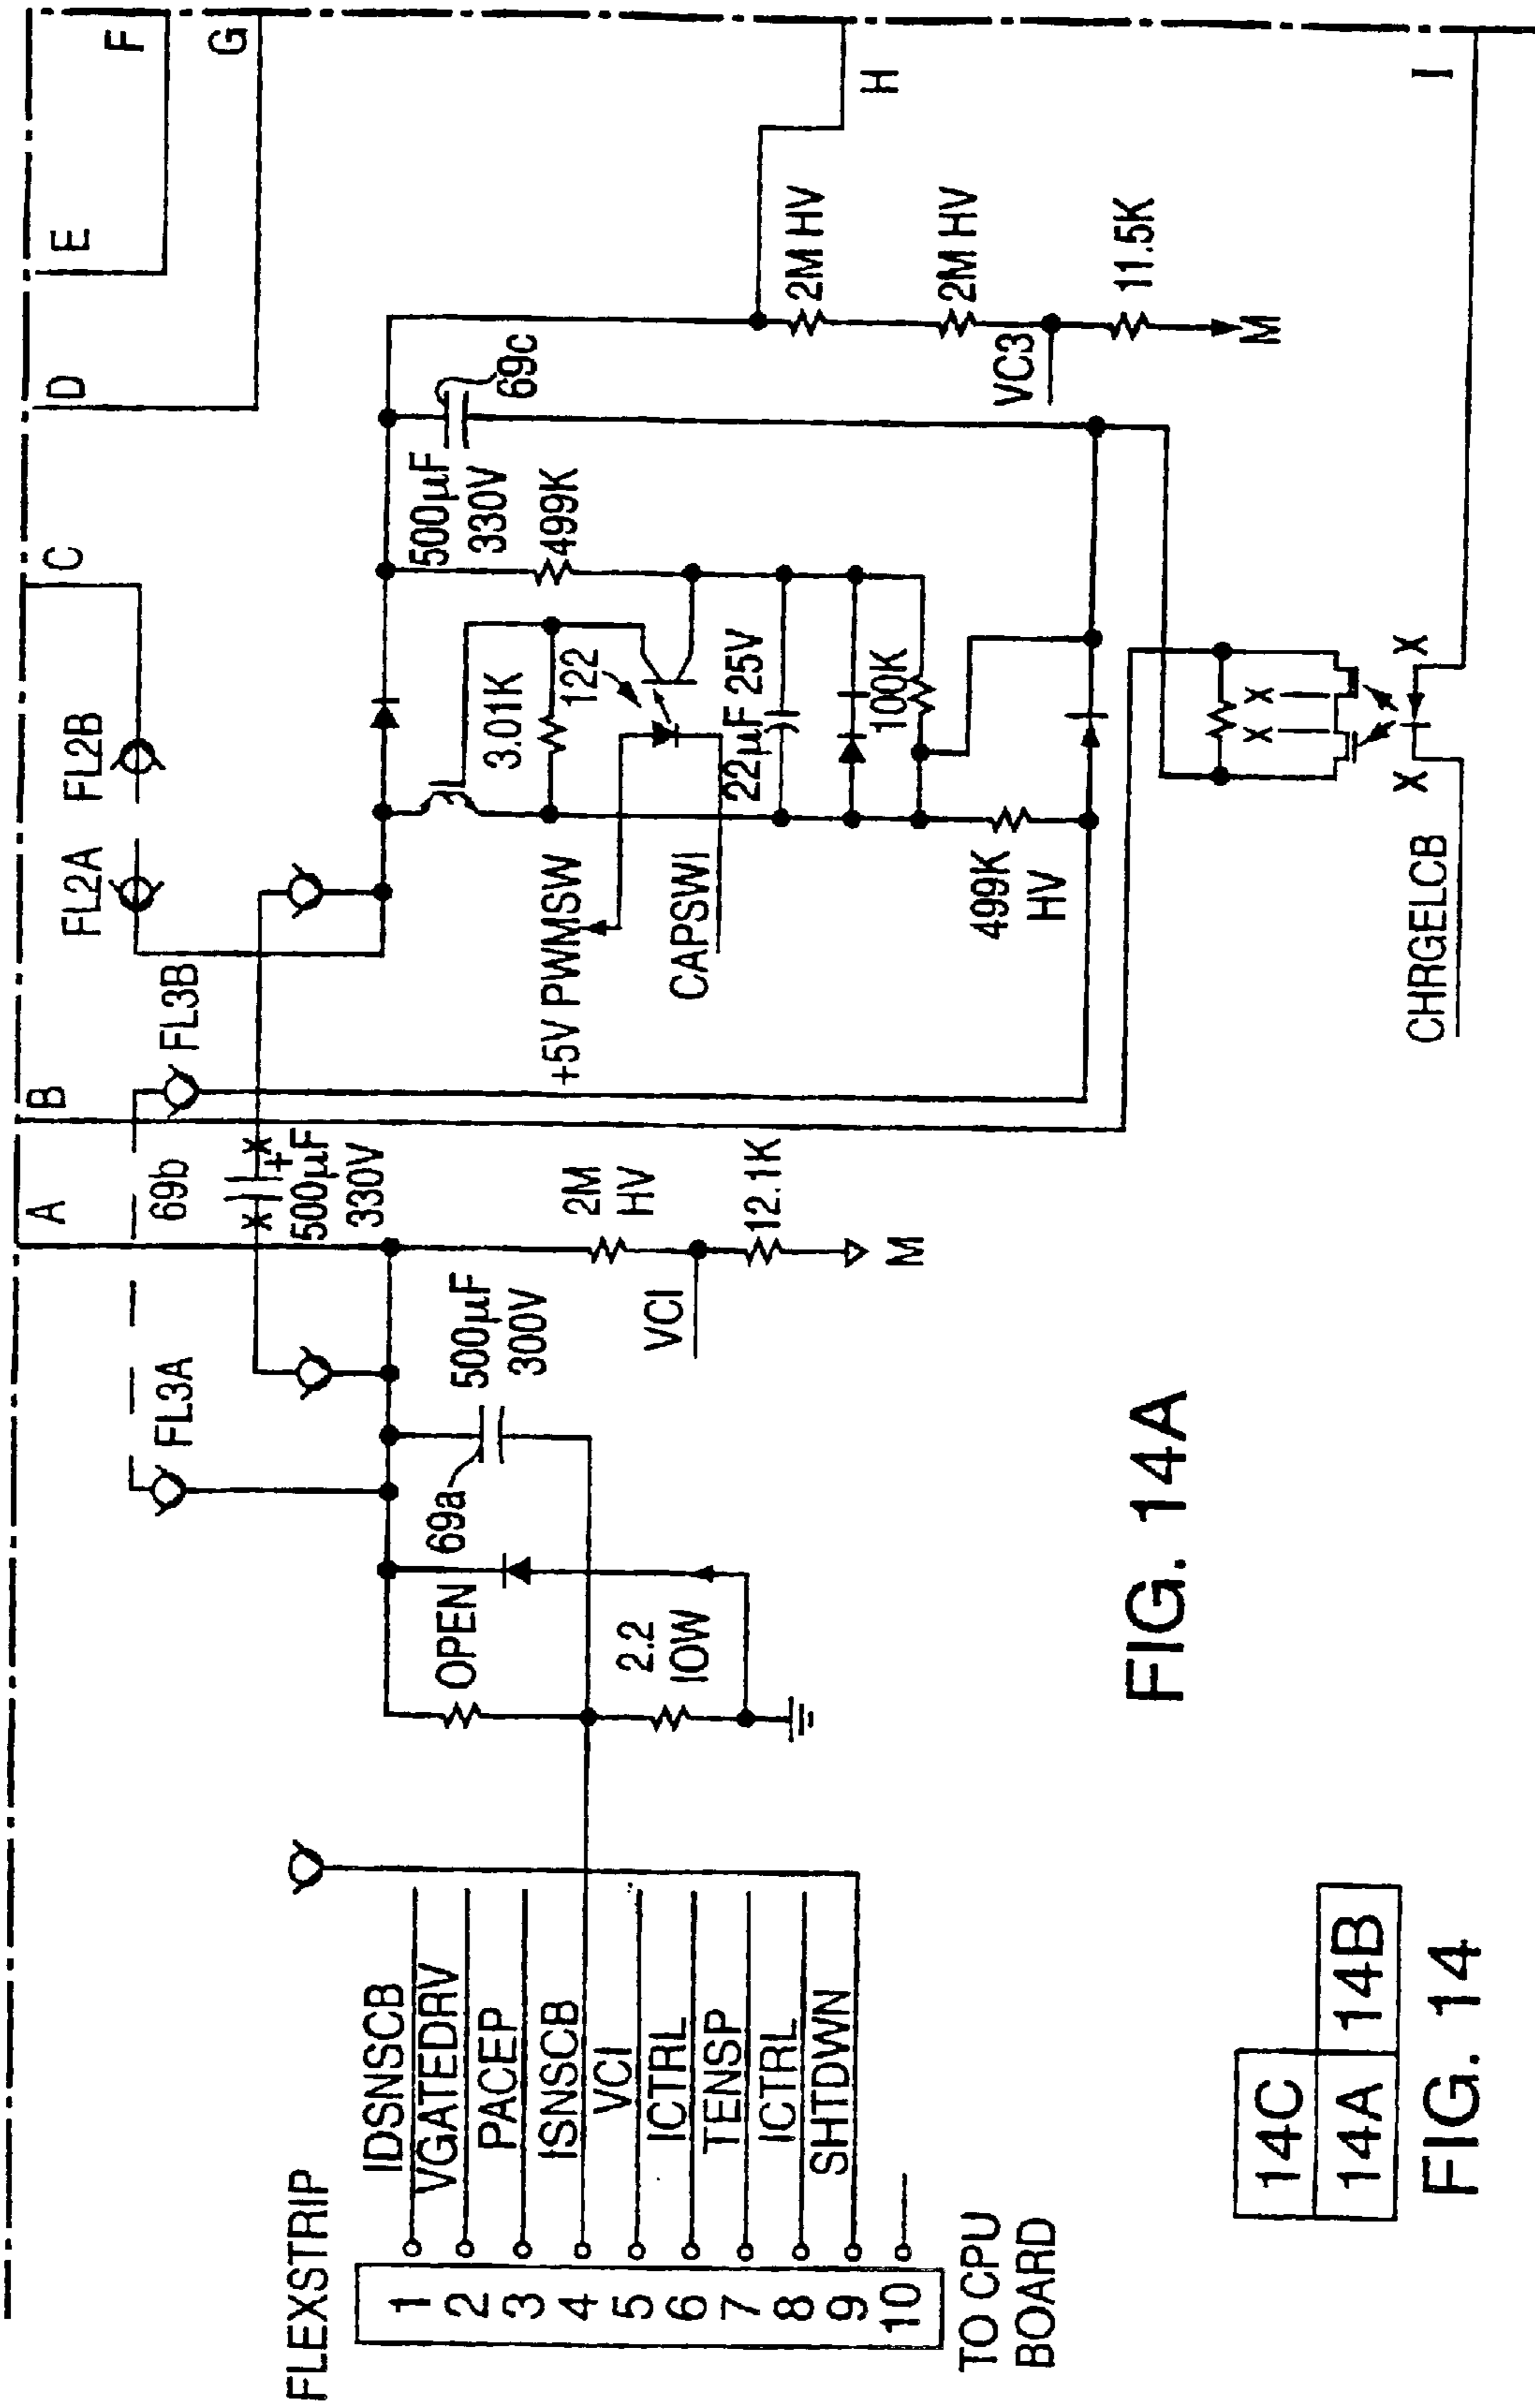 A
B
C
D
E
F
G
H
I
FL3A
69b
FL3B
FL2A
FL2B
500µF
330V
+
X
X
FLEXSTRIP
1
IDSNSCB
2
VGATEDRV
3
PACEP
4
ISNSCB
5
VCI
6
ICTRL
7
TENSP
8
ICTRL
9
SHTDWN
10
TO CPU
BOARD
OPEN
69a
500µF
300V
2.2
IOW
2M
HV
VCI
12.1K
M
+5V PWMSW
CAPSWI
3.01K
122
22µF 25V
100K
499K
HV
499K
500µF
330V
69c
2M HV
2M HV
VC3
11.5K
M
X
X
X
X
CHRGELCB
FIG. 14A
14C
14A
14B
FIG. 14